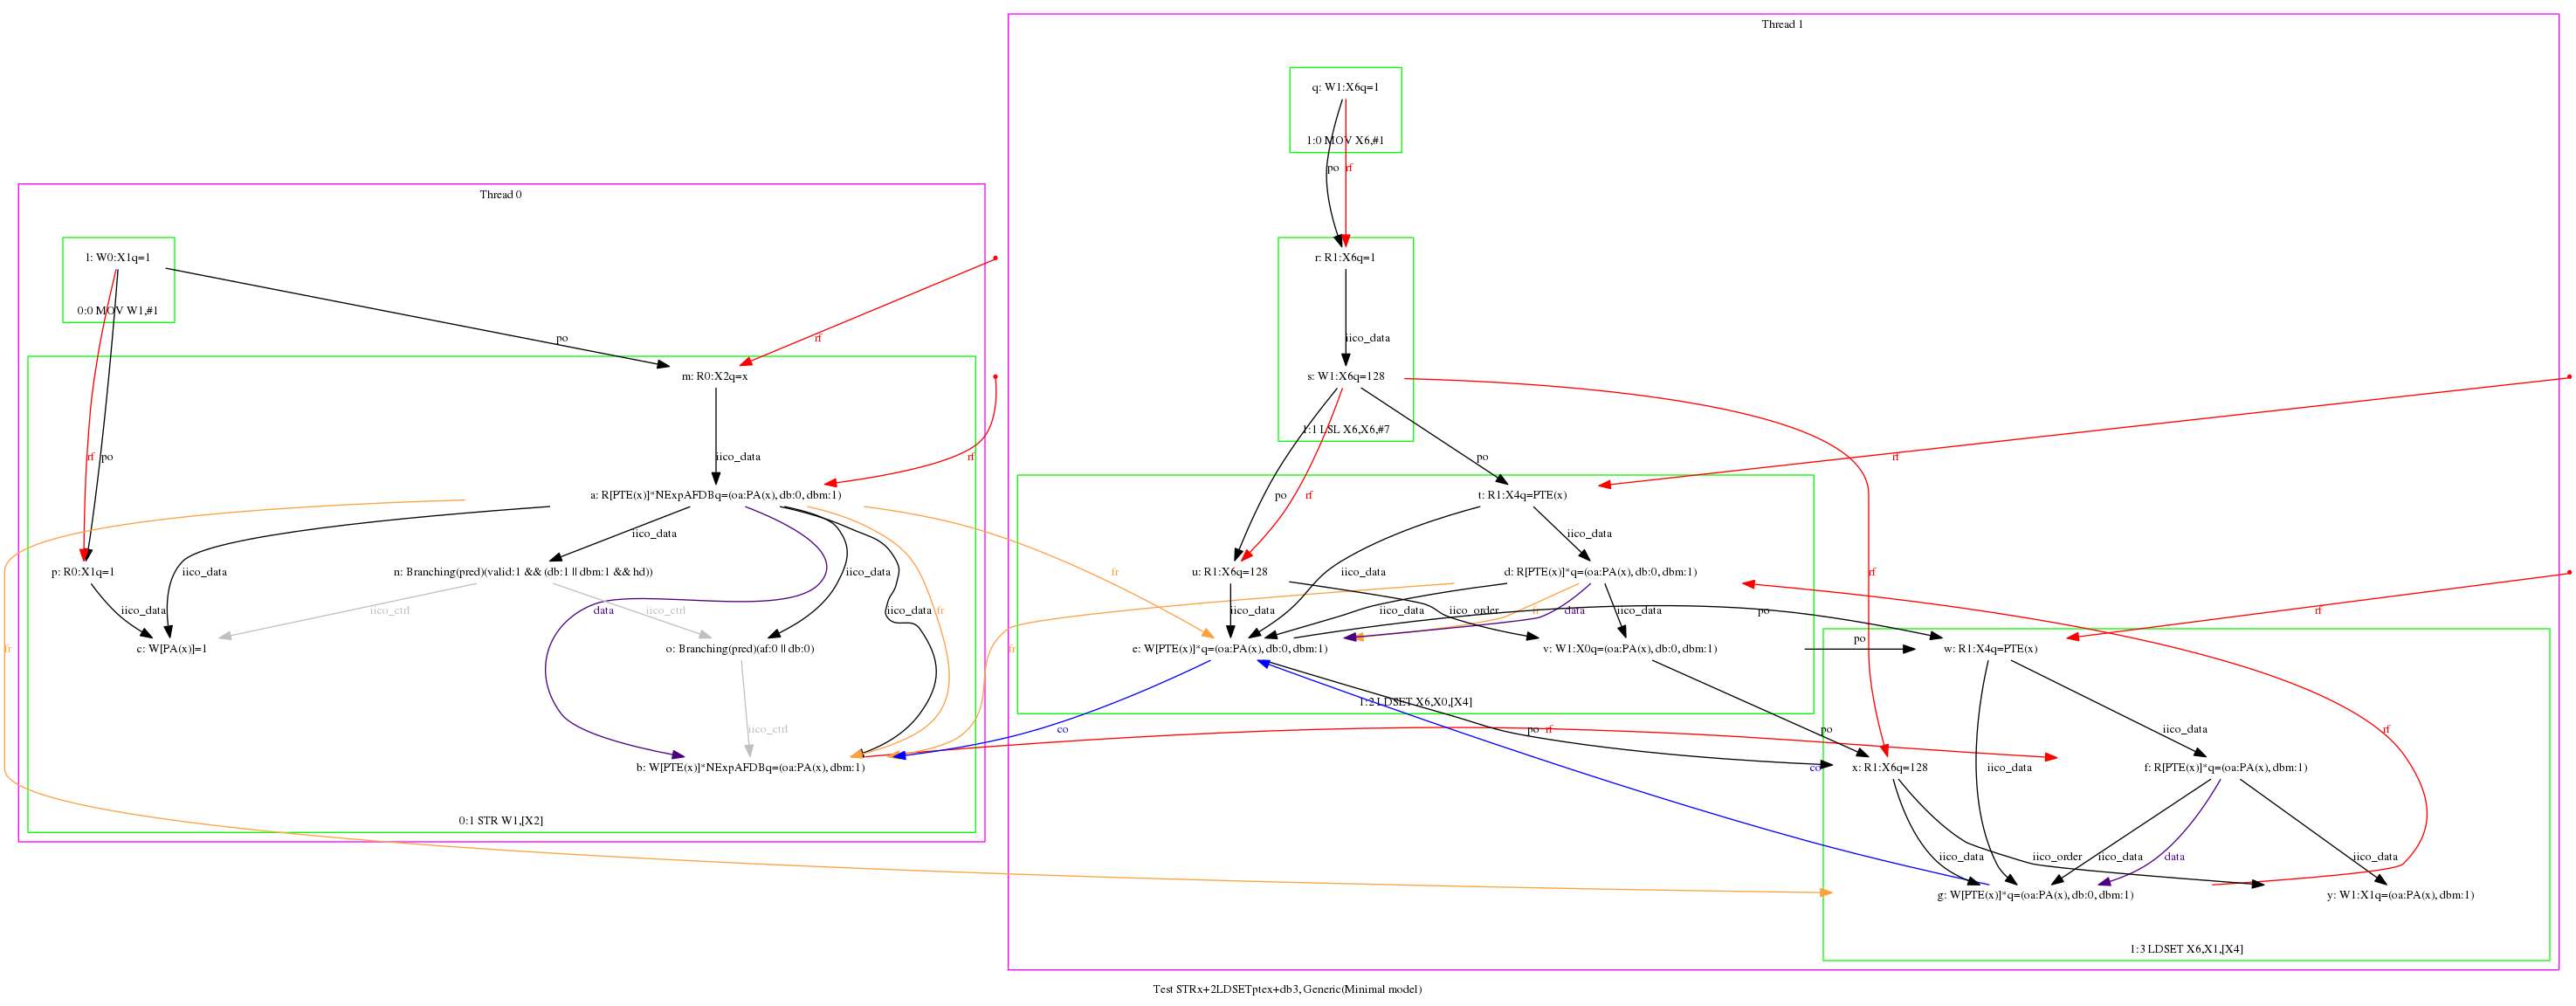 Thread 1
q: W1:X6q=1
1:0 MOV X6,#1
po
rf
Thread 0
l: W0:X1q=1
0:0 MOV W1,#1
r: R1:X6q=1
po
rf
iico_data
m: R0:X2q=x
s: W1:X6q=128
1:1 LSL X6,X6,#7
rf
po
iico_data
rf
po
rf
a: R[PTE(x)]*NExpAFDBq=(oa:PA(x), db:0, dbm:1)
t: R1:X4q=PTE(x)
po
rf
iico_data
iico_data
p: R0:X1q=1
iico_data
n: Branching(pred)(valid:1 && (db:1 || dbm:1 && hd))
iico_data
fr
u: R1:X6q=128
iico_data
d: R[PTE(x)]*q=(oa:PA(x), db:0, dbm:1)
rf
iico_data
iico_ctrl
data
iico_ctrl
iico_data
fr
iico_data
iico_data
iico_order
fr
data
iico_data
po
rf
fr
c: W[PA(x)]=1
o: Branching(pred)(af:0 || db:0)
fr
e: W[PTE(x)]*q=(oa:PA(x), db:0, dbm:1)
v: W1:X0q=(oa:PA(x), db:0, dbm:1)
po
w: R1:X4q=PTE(x)
1:2 LDSET X6,X0,[X4]
iico_ctrl
co
po
rf
po
iico_data
rf
b: W[PTE(x)]*NExpAFDBq=(oa:PA(x), dbm:1)
co
x: R1:X6q=128
iico_data
f: R[PTE(x)]*q=(oa:PA(x), dbm:1)
0:1 STR W1,[X2]
iico_data
iico_order
iico_data
data
iico_data
g: W[PTE(x)]*q=(oa:PA(x), db:0, dbm:1)
y: W1:X1q=(oa:PA(x), dbm:1)
1:3 LDSET X6,X1,[X4]
Test STRx+2LDSETptex+db3, Generic(Minimal model)